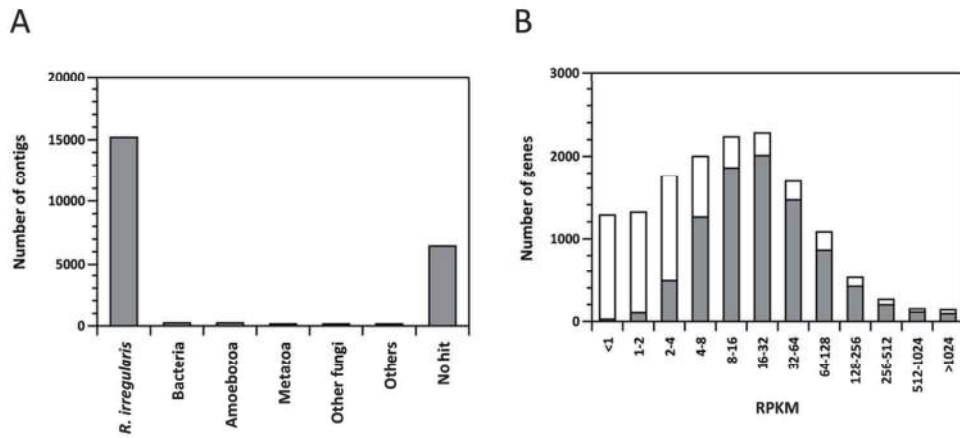 A
Number of contigs
20000
15000
10000
5000
0
R. irregularis
Bacteria
Amoebozoa
Metazoa
Other fungi
Others
No hit
B
Number of genes
3000
2000
1000
0
<1
1-2
2-4
4-8
8-16
16-32
32-64
64-128
128-256
256-512
512-1024
>1024
RPKM